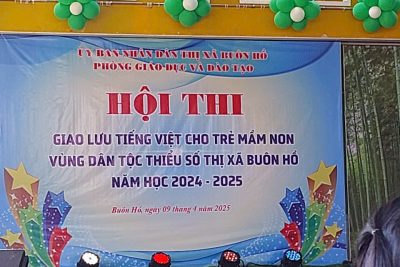 ỦY BAN NHÂN DÂN THỊ XÃ BUÔN HỒ
PHÒNG GIÁO DỤC VÀ ĐÀO TẠO
HỘI THI
GIAO LƯU TIẾNG VIỆT CHO TRẺ MẦM NON
VÙNG DÂN TỘC THIỂU SỐ THỊ XÃ BUÔN HỒ
NĂM HỌC 2024 - 2025
Buôn Hồ, ngày 09 tháng 4 năm 2025